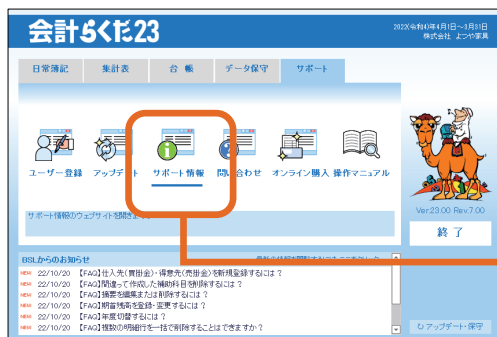 会計らくだ23
2022(令和4)年4月1日～3月31日
株式会社 よつや家具
日常簿記 集計表 台 帳 データ保守 サポート
ユーザー登録 アップデート サポート情報 問い合わせ オンライン購入 操作マニュアル
サポート情報のウェブサイトを開きま
Ver.23.00 Rev.7.00
終 了
BSLからのお知らせ
NEW 22/10/20 【FAQ】仕入先(買掛金)・得意先(売掛金)を新規登録するには？
NEW 22/10/20 【FAQ】間違って作成した補助科目を削除するには？
NEW 22/10/20 【FAQ】摘要を編集または削除するには？
NEW 22/10/20 【FAQ】期首残高を登録・変更するには？
NEW 22/10/20 【FAQ】年度切替するには？
NEW 22/10/20 【FAQ】複数の明細行を一括で削除することはできますか？
アップデート・保守